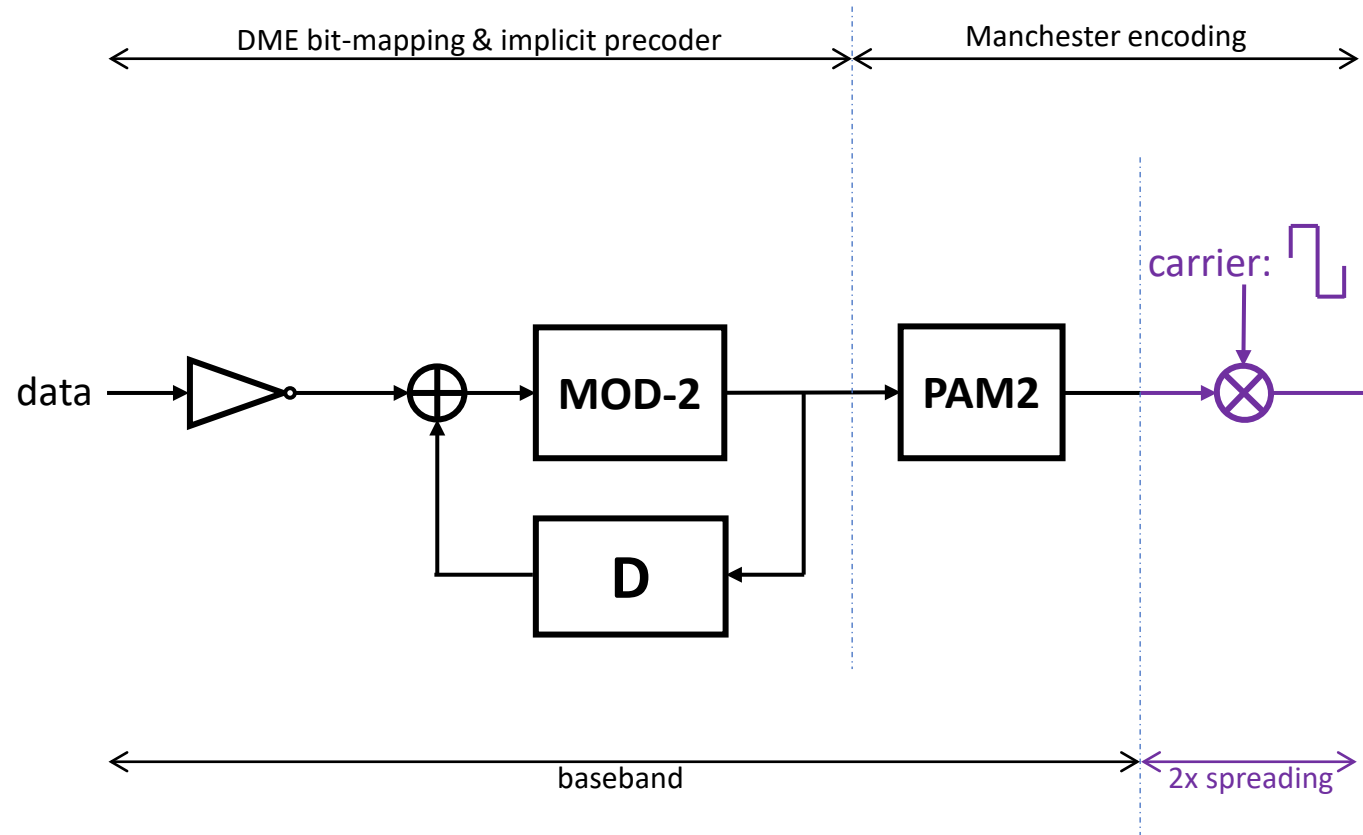 DME bit-mapping & implicit precoder
Manchester encoding
carrier:
data
MOD-2
PAM2
D
baseband
2x spreading